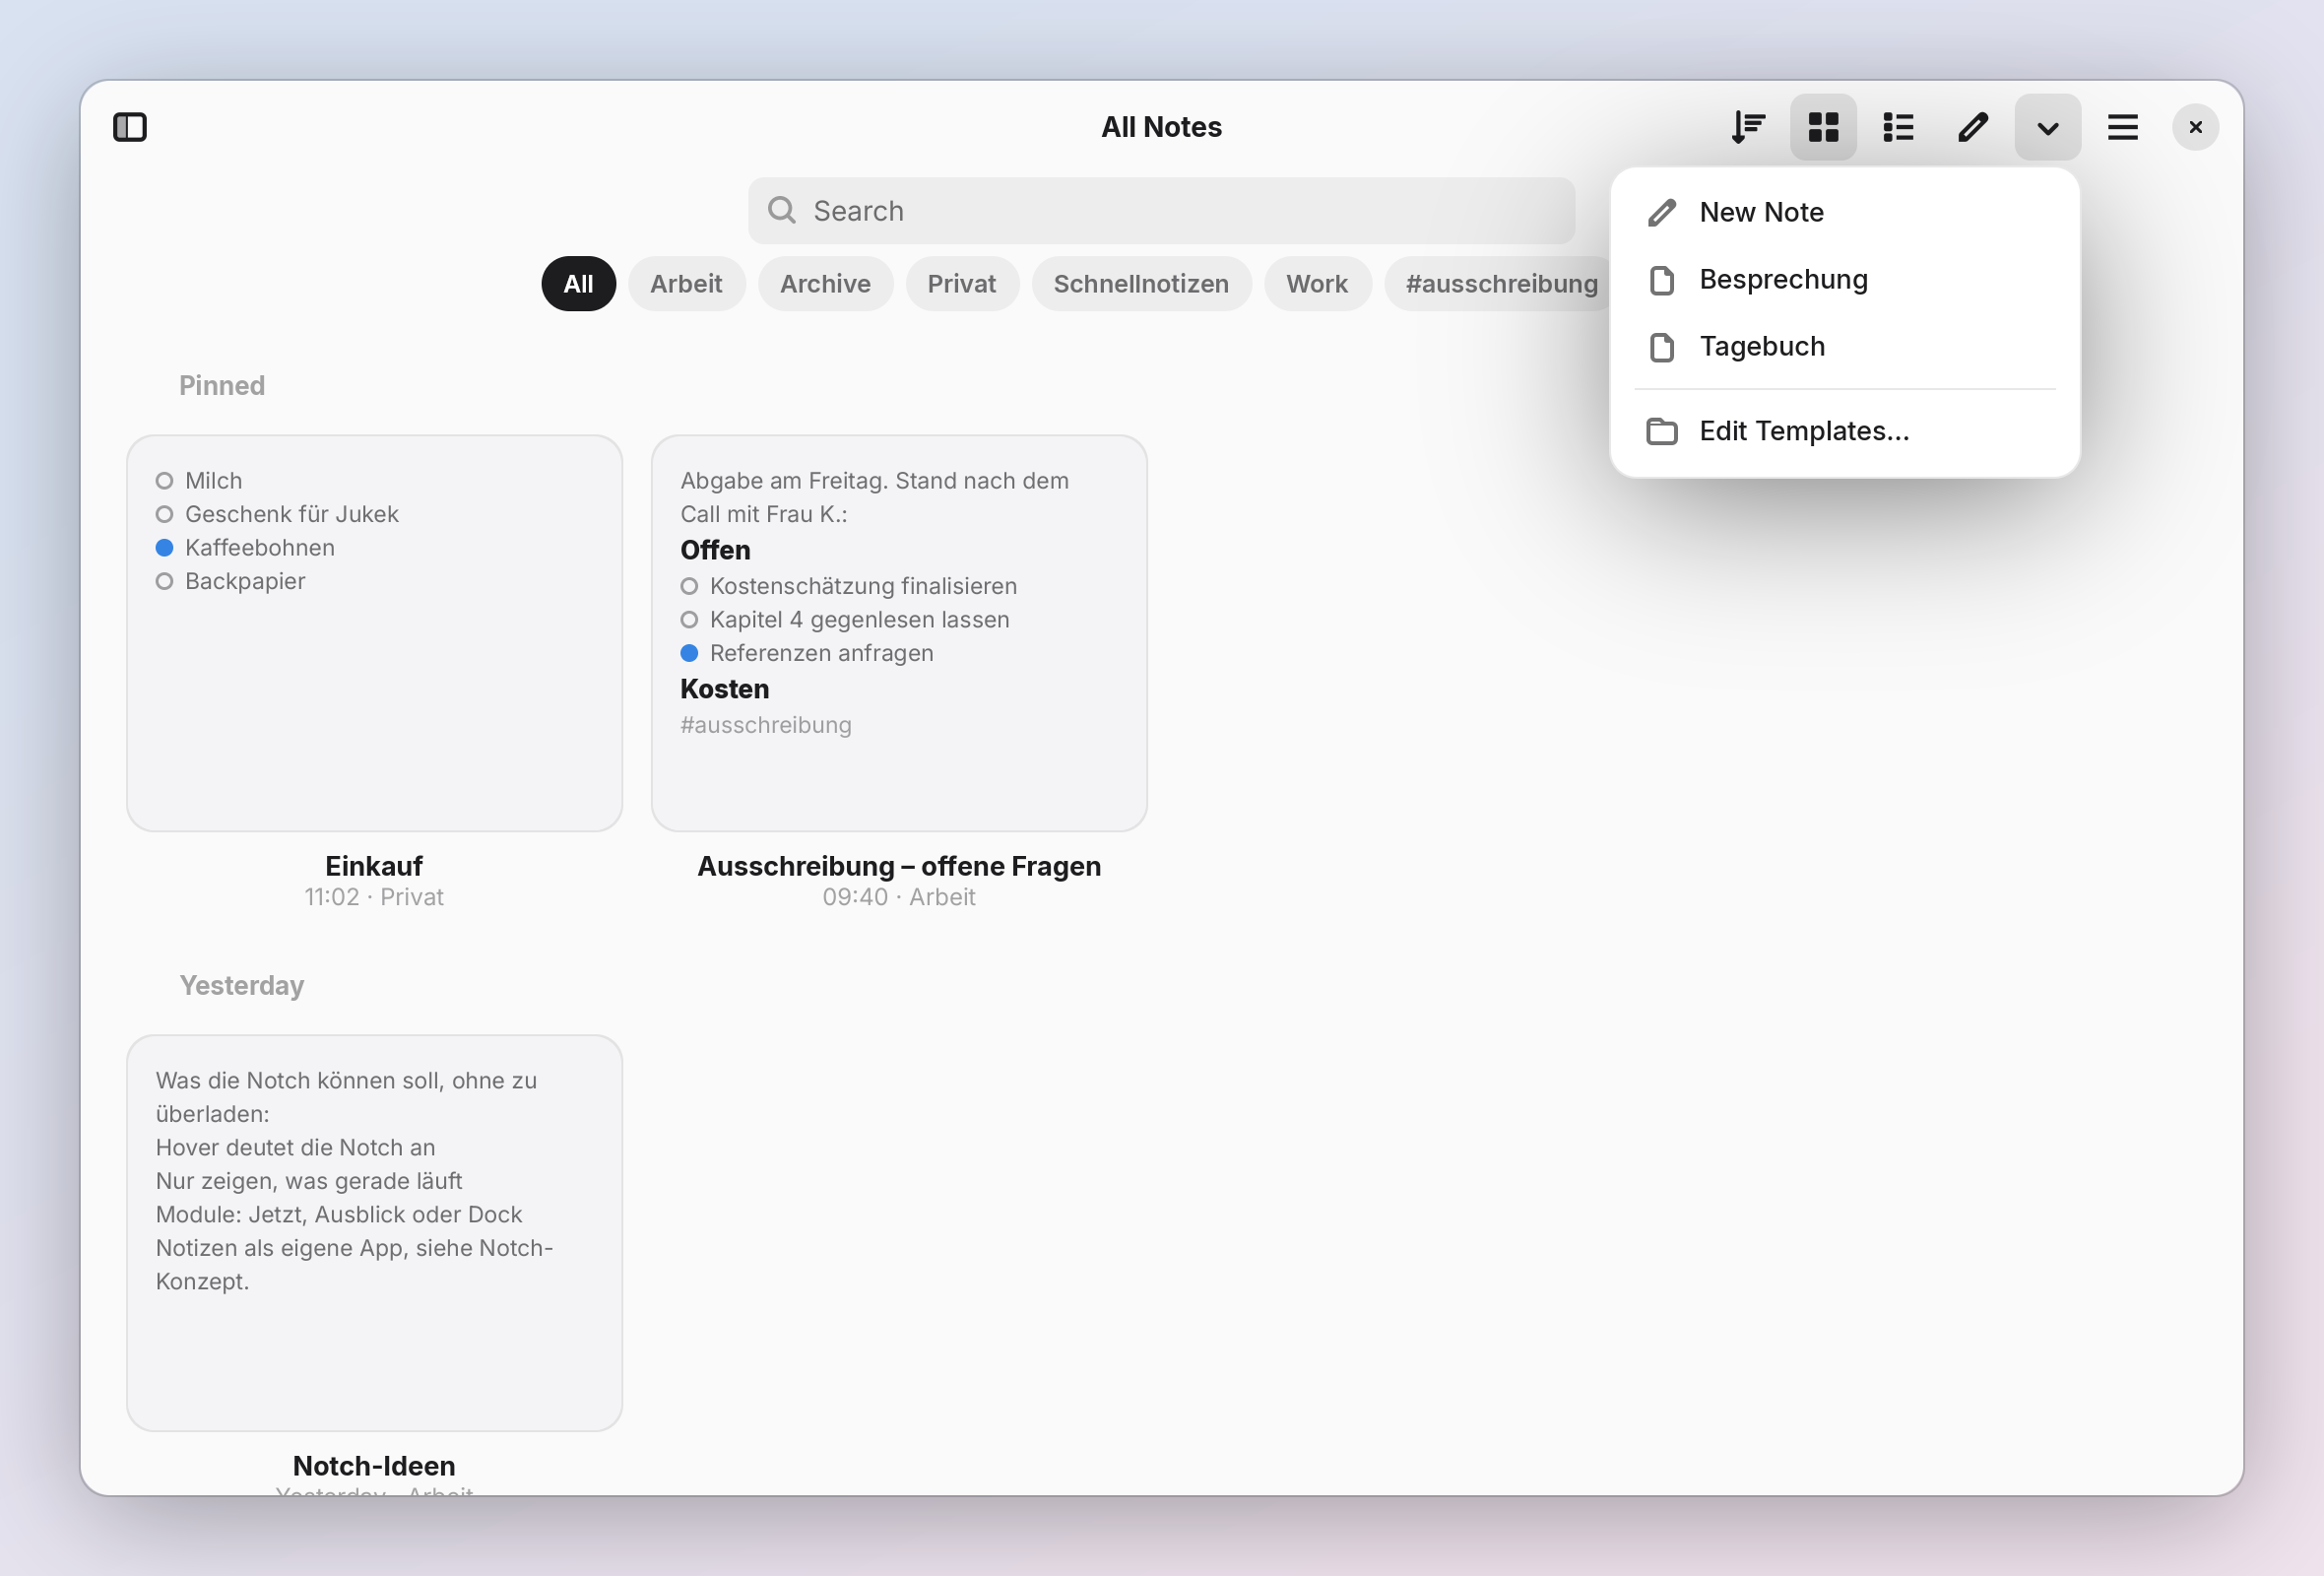 All Notes
Search
All
Arbeit
Archive
Privat
Schnellnotizen
Work
#ausschreibung
New Note
Besprechung
Tagebuch
Edit Templates...
Pinned
Milch
Geschenk für Jukek
Kaffeebohnen
Backpapier
Einkauf
11:02 · Privat
Abgabe am Freitag. Stand nach dem
Call mit Frau K.:
Offen
Kostenschätzung finalisieren
Kapitel 4 gegenlesen lassen
Referenzen anfragen
Kosten
#ausschreibung
Ausschreibung – offene Fragen
09:40 · Arbeit
Yesterday
Was die Notch können soll, ohne zu
überladen:
Hover deutet die Notch an
Nur zeigen, was gerade läuft
Module: Jetzt, Ausblick oder Dock
Notizen als eigene App, siehe Notch-
Konzept.
Notch-Ideen
Yesterday · Arbeit